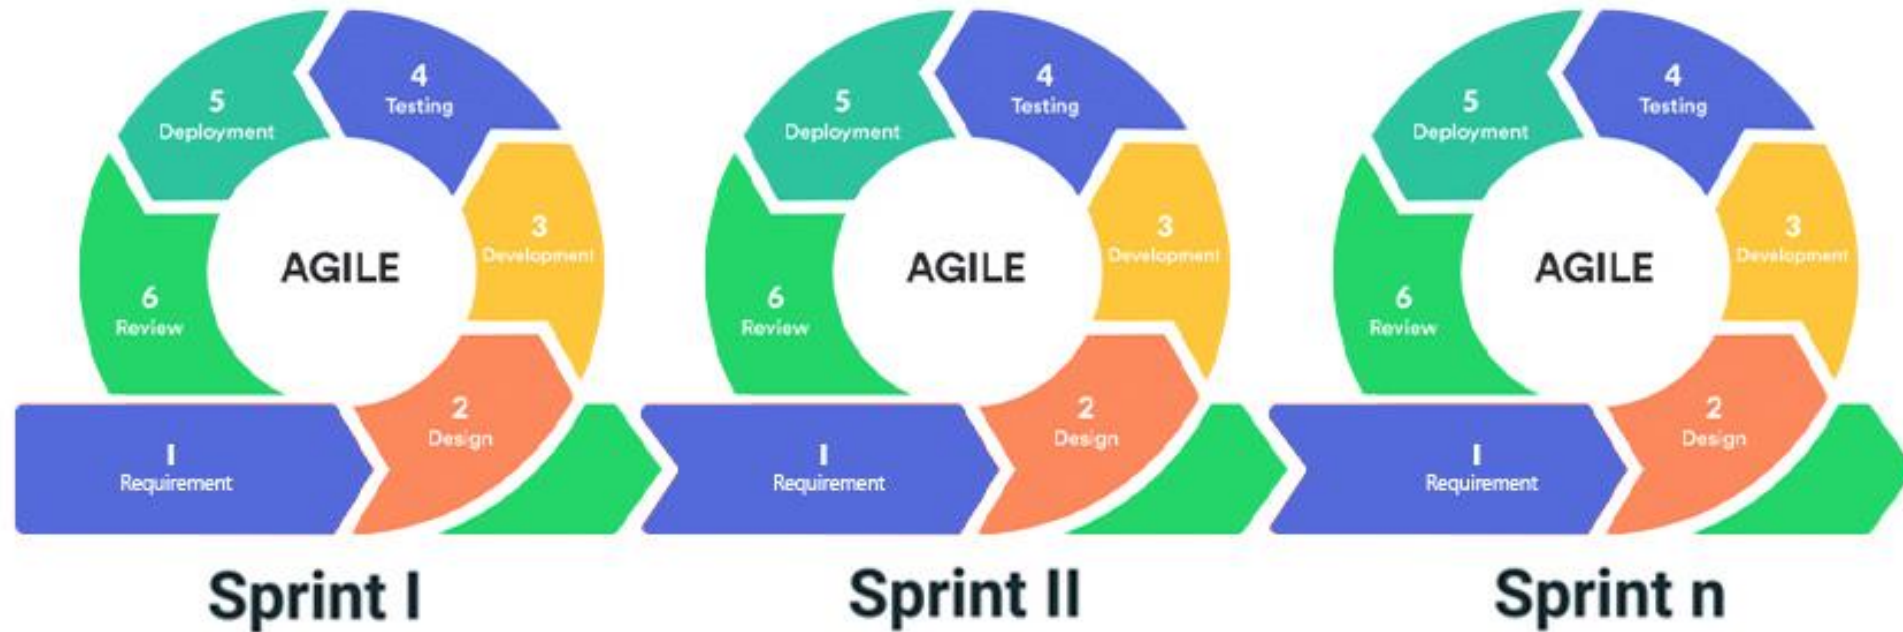 4
Testing
5
Deployment
3
Development
AGILE
6
Review
2
Design
I
Requirement
Sprint I
4
Testing
5
Deployment
3
Development
AGILE
6
Review
2
Design
I
Requirement
Sprint II
4
Testing
5
Deployment
3
Development
AGILE
6
Review
2
Design
I
Requirement
Sprint n